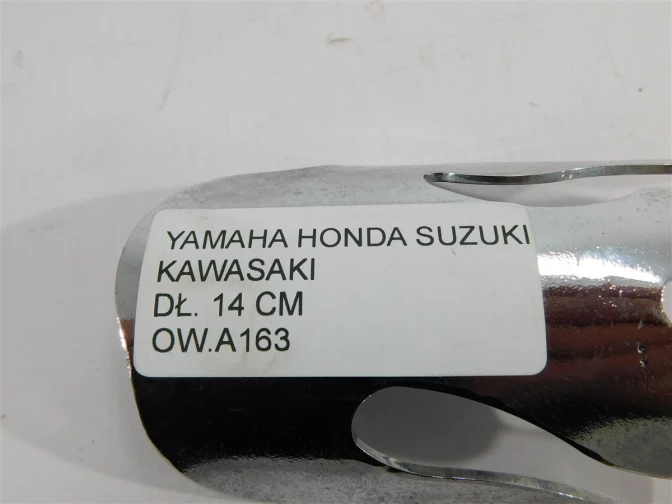 YAMAHA HONDA SUZUKI
KAWASAKI
DŁ. 14 CM
OW.A163